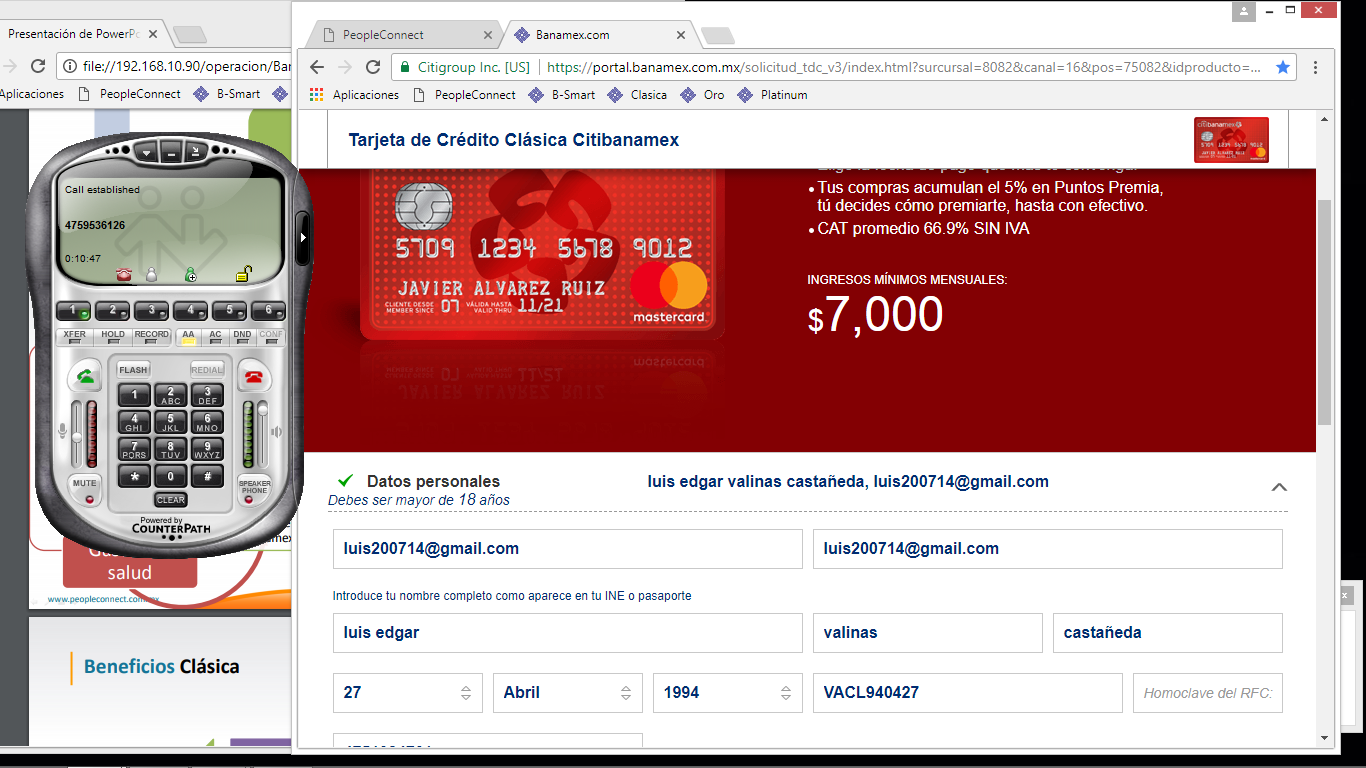 Presentación de PowerPo
PeopleConnect
Banamex.com
file://192.168.10.90/operacion/Bar
Citigroup Inc. [US]
https://portal.banamex.com.mx/solicitud_tdc_v3/index.html?surcursal=8082&canal=16&pos=75082&idproducto=...
Aplicaciones
PeopleConnect
B-Smart
Aplicaciones
PeopleConnect
B-Smart
Clasica
Oro
Platinum
Tarjeta de Crédito Clásica Citibanamex
Call established
4759536126
0:10:47
1 2 3 4 5 6
XFER HOLD RECORD AA AC DND CONF
FLASH REDIAL
1 2 ABC 3 DEF
4 GHI 5 JKL 6 MNO
7 PQRS 8 TUV 9 WXYZ
* 0 #
MUTE
CLEAR
SPEAKER PHONE
Powered by
COUNTERPATH
salud
www.peopleconnect.com.mx
Beneficios Clásica
5709 1234 5678 9012
JAVIER ALVAREZ RUIZ
CLIENTE DESDE
MEMBER SINCE
07
VÁLIDA HASTA
VALID THRU
11/21
mastercard
Tus compras acumulan el 5% en Puntos Premia,
tú decides cómo premiarte, hasta con efectivo.
CAT promedio 66.9% SIN IVA
INGRESOS MÍNIMOS MENSUALES:
$7,000
Datos personales
luis edgar valinas castañeda, luis200714@gmail.com
Debes ser mayor de 18 años
luis200714@gmail.com
luis200714@gmail.com
Introduce tu nombre completo como aparece en tu INE o pasaporte
luis edgar
valinas
castañeda
27
Abril
1994
VACL940427
Homoclave del RFC: